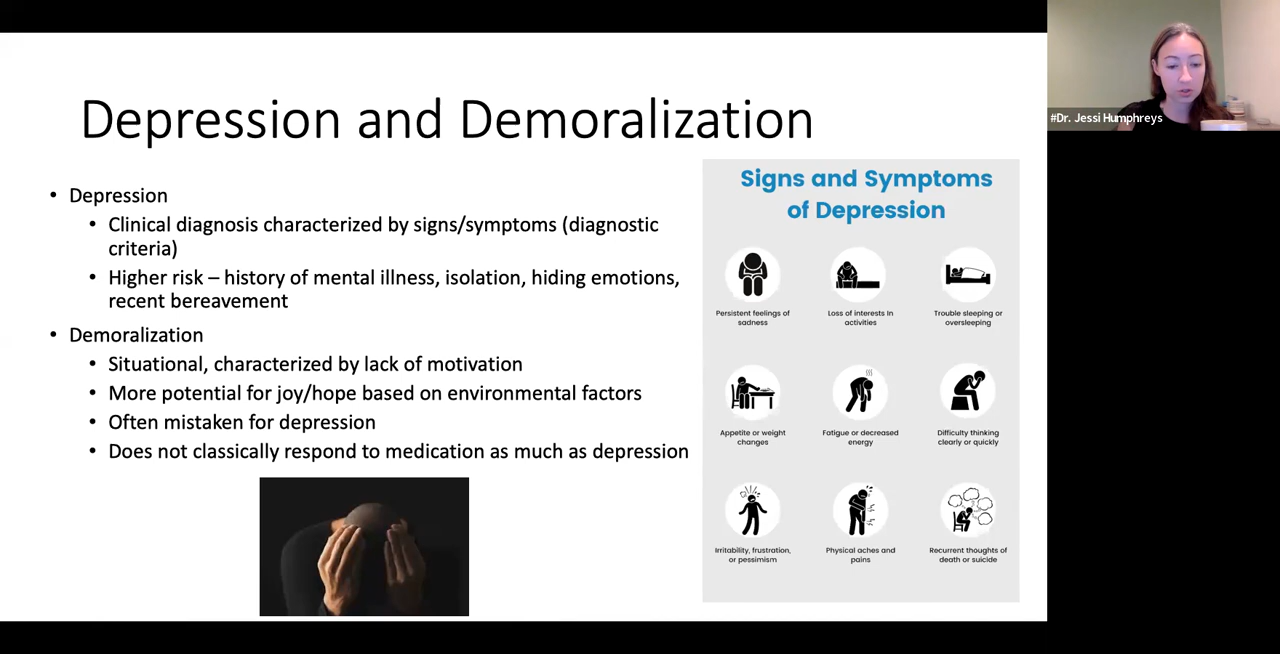 Depression and Demoralization
• Depression
• Clinical diagnosis characterized by signs/symptoms (diagnostic
criteria)
• Higher risk – history of mental illness, isolation, hiding emotions,
recent bereavement
• Demoralization
• Situational, characterized by lack of motivation
• More potential for joy/hope based on environmental factors
• Often mistaken for depression
• Does not classically respond to medication as much as depression
Signs and Symptoms
of Depression
Persistent feelings of
sadness
Loss of interests In
activities
Trouble sleeping or
oversleeping
Appetite or weight
changes
Fatigue or decreased
energy
Difficulty thinking
clearly or quickly
Irritability, frustration,
or pessimism
Physical aches and
pains
Recurrent thoughts of
death or suicide
#Dr. Jessi Humphreys